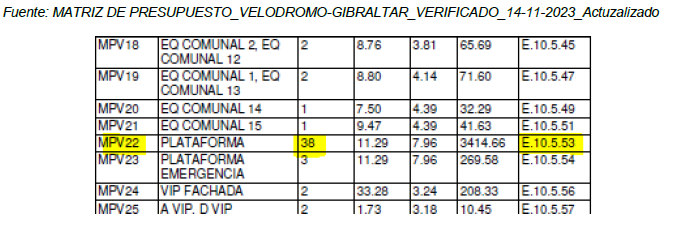 Fuente: MATRIZ DE PRESUPUESTO_VELODROMO-GIBRALTAR_VERIFICADO_14-11-2023_Actuzalizado
MPV18 EQ COMUNAL 2, EQ COMUNAL 12 2 8.76 3.81 65.69 E.10.5.45
MPV19 EQ COMUNAL 1, EQ COMUNAL 13 2 8.80 4.14 71.60 E.10.5.47
MPV20 EQ COMUNAL 14 1 7.50 4.39 32.29 E.10.5.49
MPV21 EQ COMUNAL 15 1 9.47 4.39 41.63 E.10.5.51
MPV22 PLATAFORMA 38 11.29 7.96 3414.66 E.10.5.53
MPV23 PLATAFORMA EMERGENCIA 3 11.29 7.96 269.58 E.10.5.54
MPV24 VIP FACHADA 2 33.28 3.24 208.33 E.10.5.56
MPV25 A VIP, D VIP 2 1.73 3.18 10.45 E.10.5.57